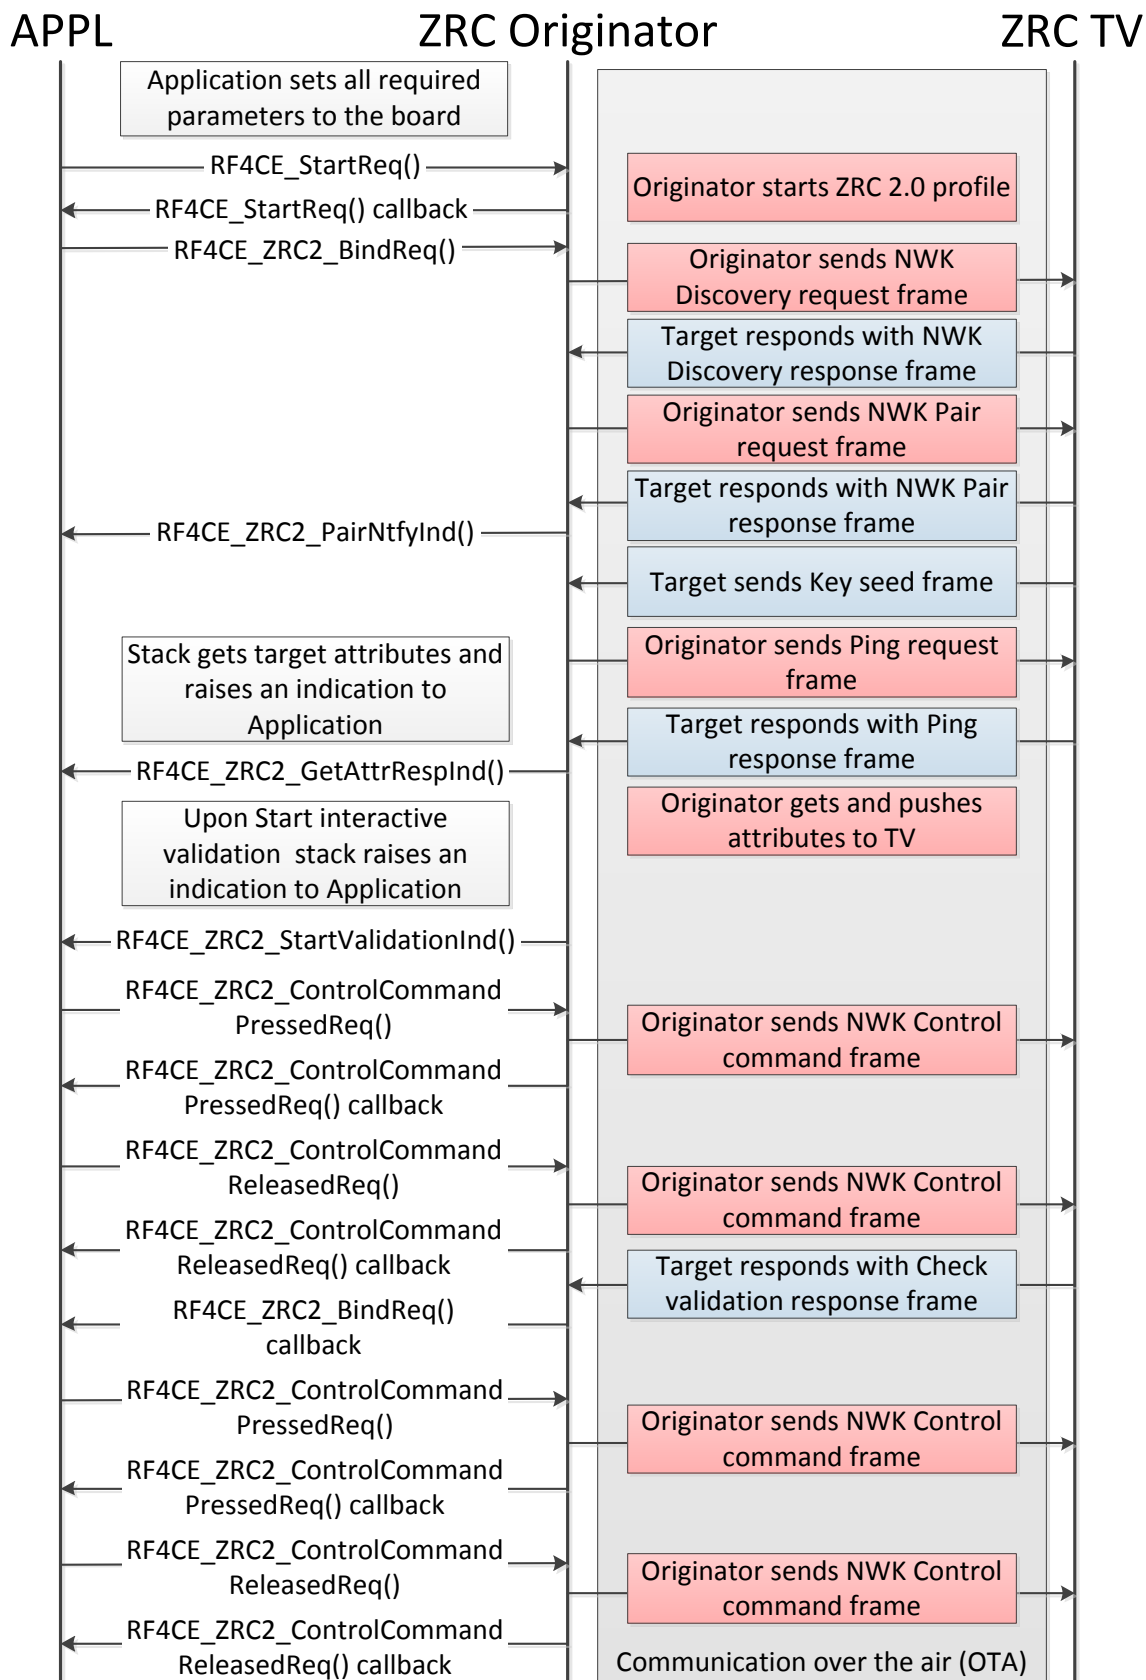 APPL
ZRC Originator
ZRC TV
Application sets all required
parameters to the board
RF4CE_StartReq()
Originator starts ZRC 2.0 profile
RF4CE_StartReq() callback
RF4CE_ZRC2_BindReq()
Originator sends NWK
Discovery request frame
Target responds with NWK
Discovery response frame
Originator sends NWK Pair
request frame
Target responds with NWK Pair
response frame
RF4CE_ZRC2_PairNtfyInd()
Target sends Key seed frame
Originator sends Ping request
frame
Stack gets target attributes and
raises an indication to
Application
Target responds with Ping
response frame
RF4CE_ZRC2_GetAttrRespInd()
Originator gets and pushes
attributes to TV
Upon Start interactive
validation  stack raises an
indication to Application
RF4CE_ZRC2_StartValidationInd()
RF4CE_ZRC2_ControlCommand
PressedReq()
Originator sends NWK Control
command frame
RF4CE_ZRC2_ControlCommand
PressedReq() callback
RF4CE_ZRC2_ControlCommand
ReleasedReq()
Originator sends NWK Control
command frame
RF4CE_ZRC2_ControlCommand
ReleasedReq() callback
Target responds with Check
validation response frame
RF4CE_ZRC2_BindReq()
callback
RF4CE_ZRC2_ControlCommand
PressedReq()
Originator sends NWK Control
command frame
RF4CE_ZRC2_ControlCommand
PressedReq() callback
RF4CE_ZRC2_ControlCommand
ReleasedReq()
Originator sends NWK Control
command frame
RF4CE_ZRC2_ControlCommand
ReleasedReq() callback
Communication over the air (OTA)